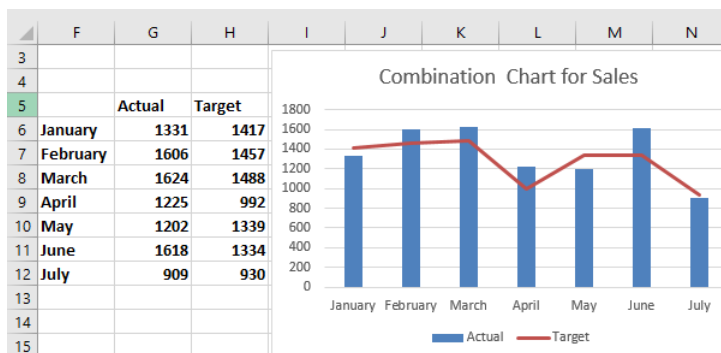 F G H I J K L M N
3
4
5 Actual Target
6 January 1331 1417
7 February 1606 1457
8 March 1624 1488
9 April 1225 992
10 May 1202 1339
11 June 1618 1334
12 July 909 930
13
14
15
Combination Chart for Sales
1800
1600
1400
1200
1000
800
600
400
200
0
January February March April May June July
Actual Target